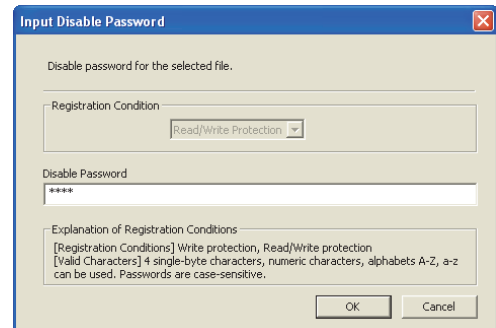 Input Disable Password
Disable password for the selected file.
Registration Condition
Read/Write Protection
Disable Password
****
Explanation of Registration Conditions
[Registration Conditions] Write protection, Read/Write protection
[Valid Characters] 4 single-byte characters, numeric characters, alphabets A-Z, a-z
can be used. Passwords are case-sensitive.
OK Cancel